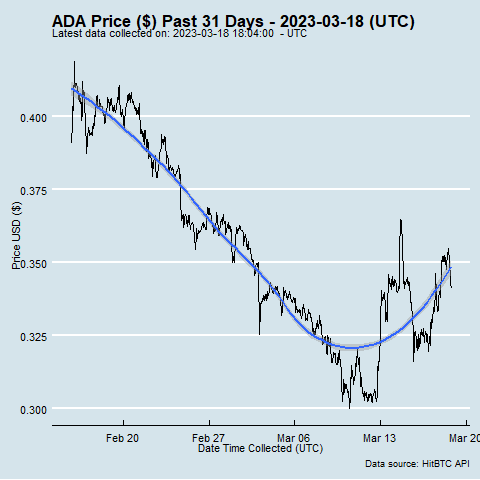 ADA Price ($) Past 31 Days - 2023-03-18 (UTC)
Latest data collected on: 2023-03-18 18:04:00  - UTC
Price USD ($)
0.400
0.375
0.350
0.325
0.300
Feb 20 Feb 27 Mar 06 Mar 13 Mar 20
Date Time Collected (UTC)
Data source: HitBTC API